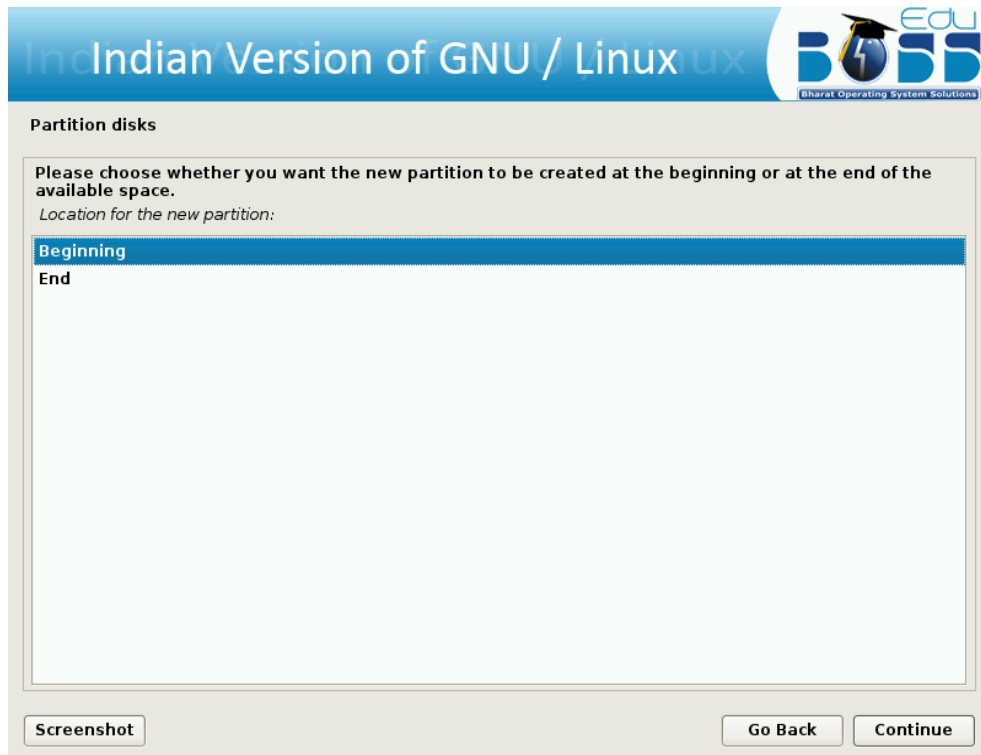 Indian Version of GNU / Linux
Edu
BOSS
Bharat Operating System Solutions
Partition disks
Please choose whether you want the new partition to be created at the beginning or at the end of the
available space.
Location for the new partition:
Beginning
End
Screenshot
Go Back
Continue